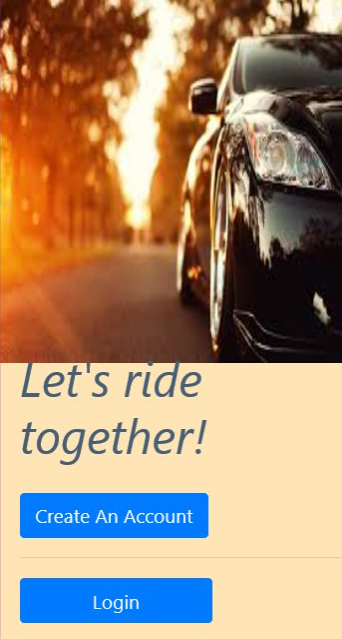 Let's ride
together!
Create An Account
Login